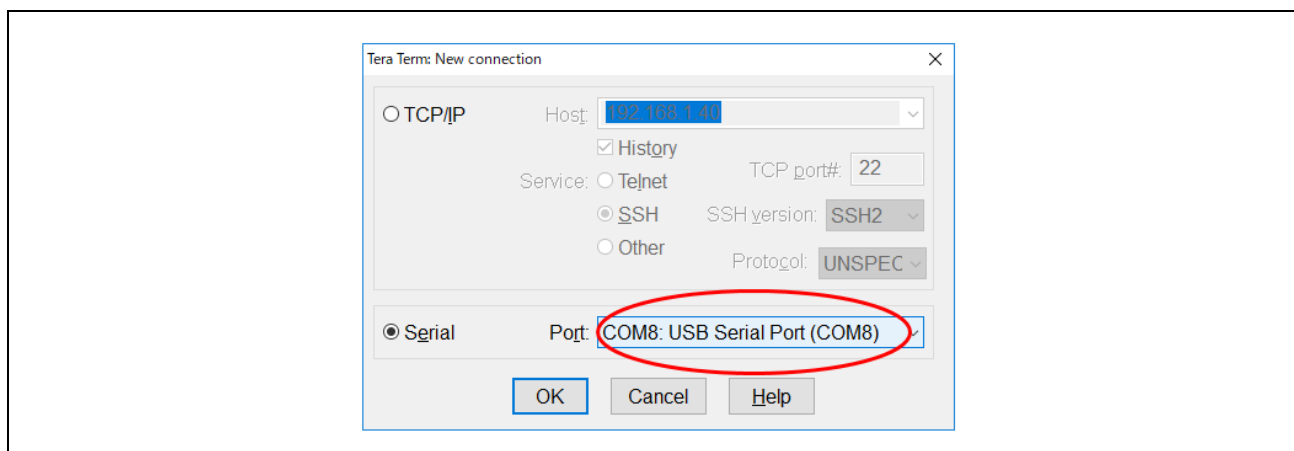 Tera Term: New connection
TCP/IP Host: 192.168.1.40
History
Service: Telnet TCP port#: 22
SSH SSH version: SSH2
Other Protocol: UNSPEC
Serial Port: COM8: USB Serial Port (COM8)
OK Cancel Help